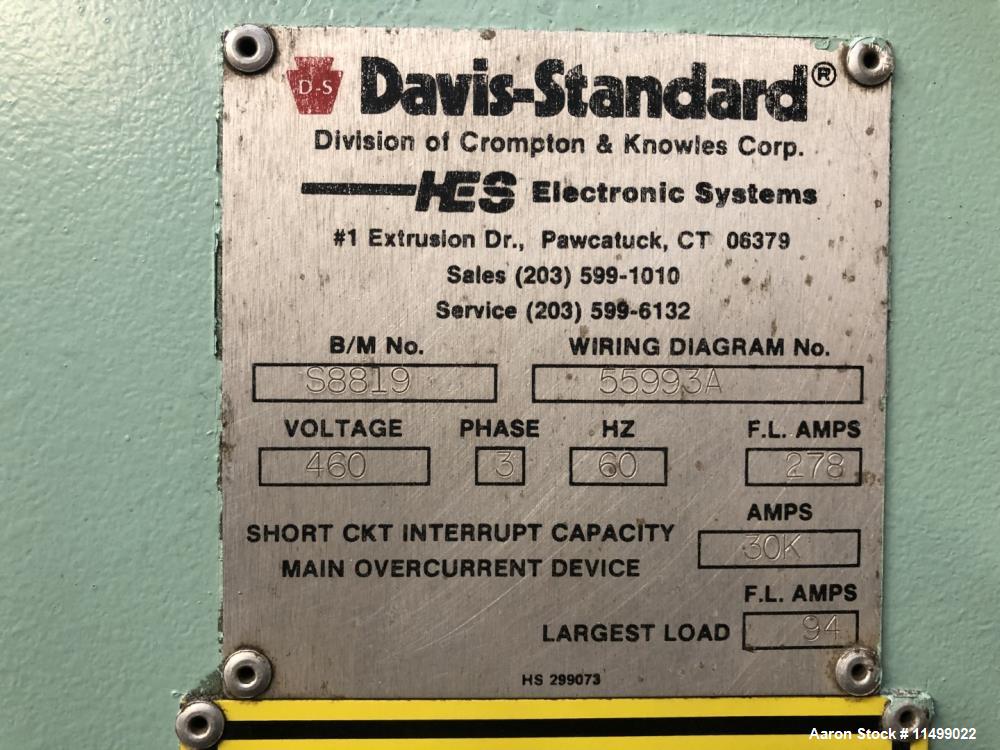 D-S Davis-Standard®
Division of Crompton & Knowles Corp.
HES Electronic Systems
#1 Extrusion Dr., Pawcatuck, CT 06379
Sales (203) 599-1010
Service (203) 599-6132
B/M No. WIRING DIAGRAM No.
S8819 55993A
VOLTAGE PHASE HZ F.L. AMPS
460 3 60 278
AMPS
SHORT CKT INTERRUPT CAPACITY 30K
MAIN OVERCURRENT DEVICE
F.L. AMPS
LARGEST LOAD 94
HS 299073
Aaron Stock # 11499022